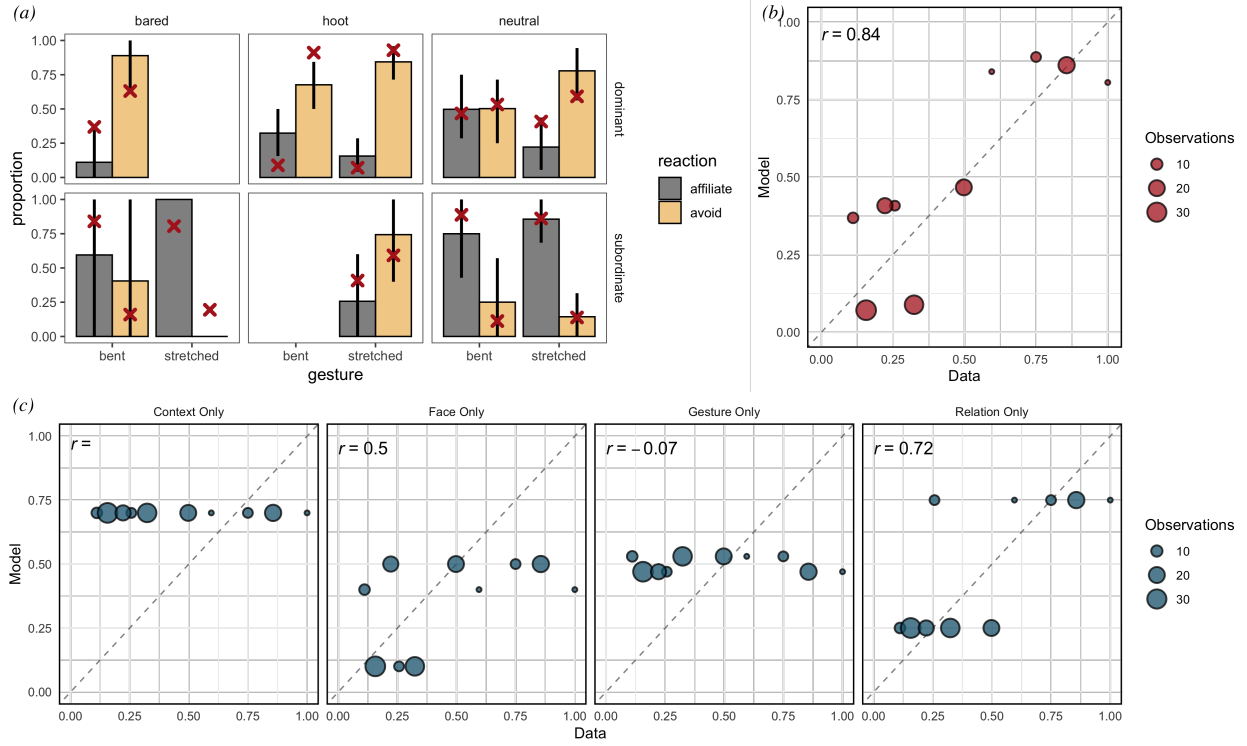 (a)
bared hoot neutral
1.00
0.75
0.50
0.25
0.00
dominant
1.00
0.75
0.50
0.25
0.00
subordinate
proportion
bent stretched bent stretched bent stretched
gesture
reaction
affiliate
avoid
(b)
r = 0.84
1.00
0.75
0.50
0.25
0.00
Model
0.00 0.25 0.50 0.75 1.00
Data
Observations
10
20
30
(c)
Context Only Face Only Gesture Only Relation Only
r = r = 0.5 r = −0.07 r = 0.72
1.00
0.75
0.50
0.25
0.00
Model
0.00 0.25 0.50 0.75 1.00 0.00 0.25 0.50 0.75 1.00 0.00 0.25 0.50 0.75 1.00 0.00 0.25 0.50 0.75 1.00
Data
Observations
10
20
30